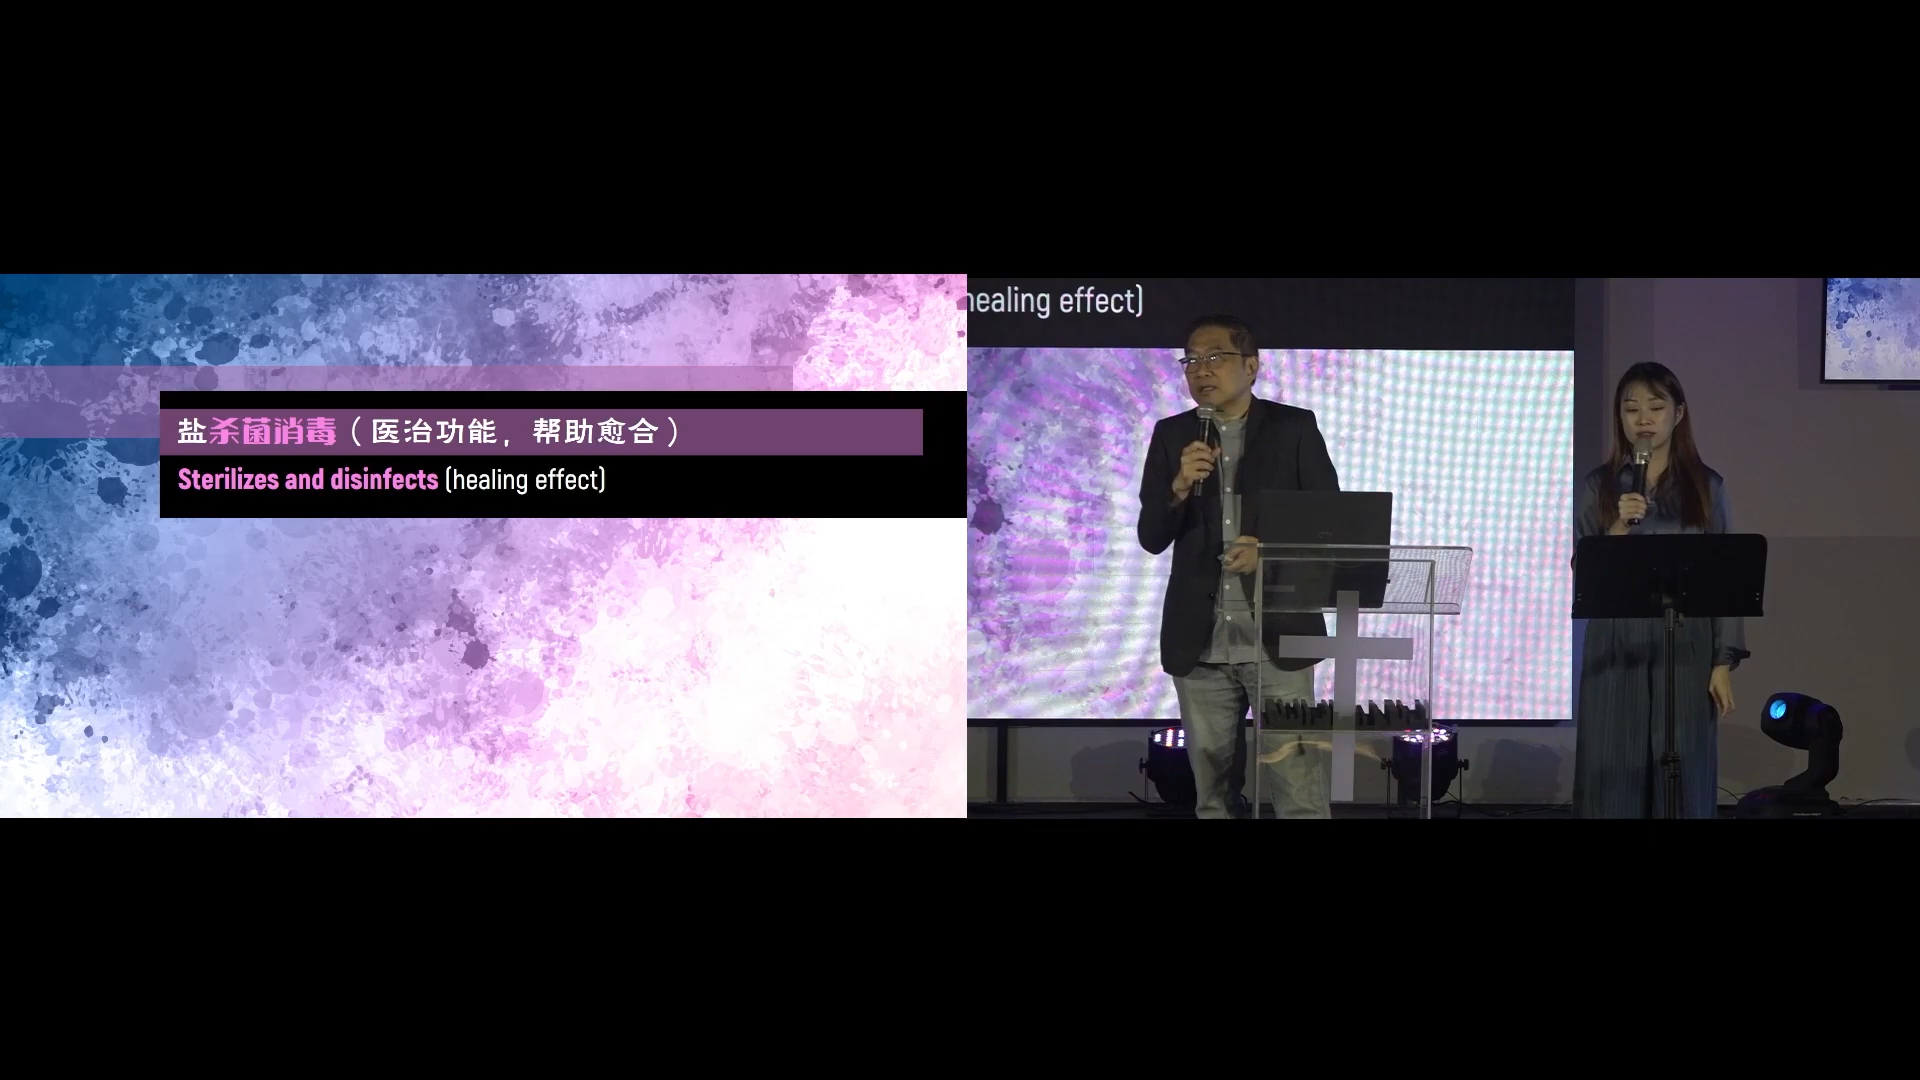 盐杀菌消毒（医治功能，帮助愈合）
Sterilizes and disinfects (healing effect)
healing effect)